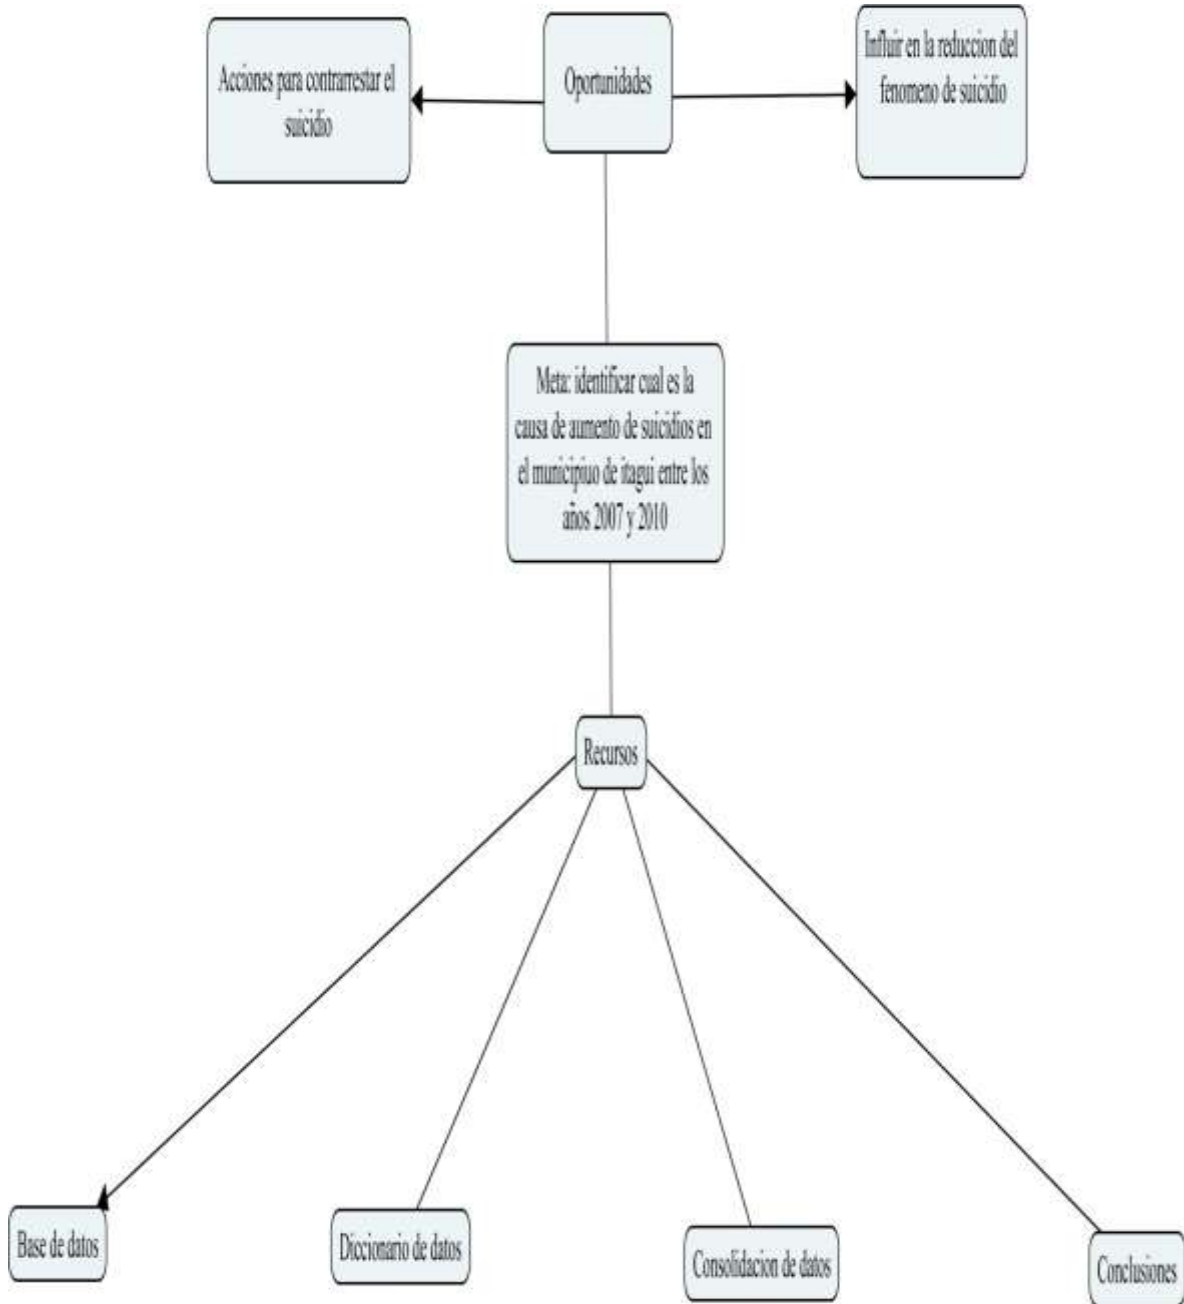 Acciones para contrarrestar el
suicidio
Oportunidades
Influir en la reduccion del
fenomeno de suicidio
Meta: identificar cual es la
causa de aumento de suicidios en
el municipiuo de itagui entre los
años 2007 y 2010
Recursos
Base de datos
Diccionario de datos
Consolidacion de datos
Conclusiones